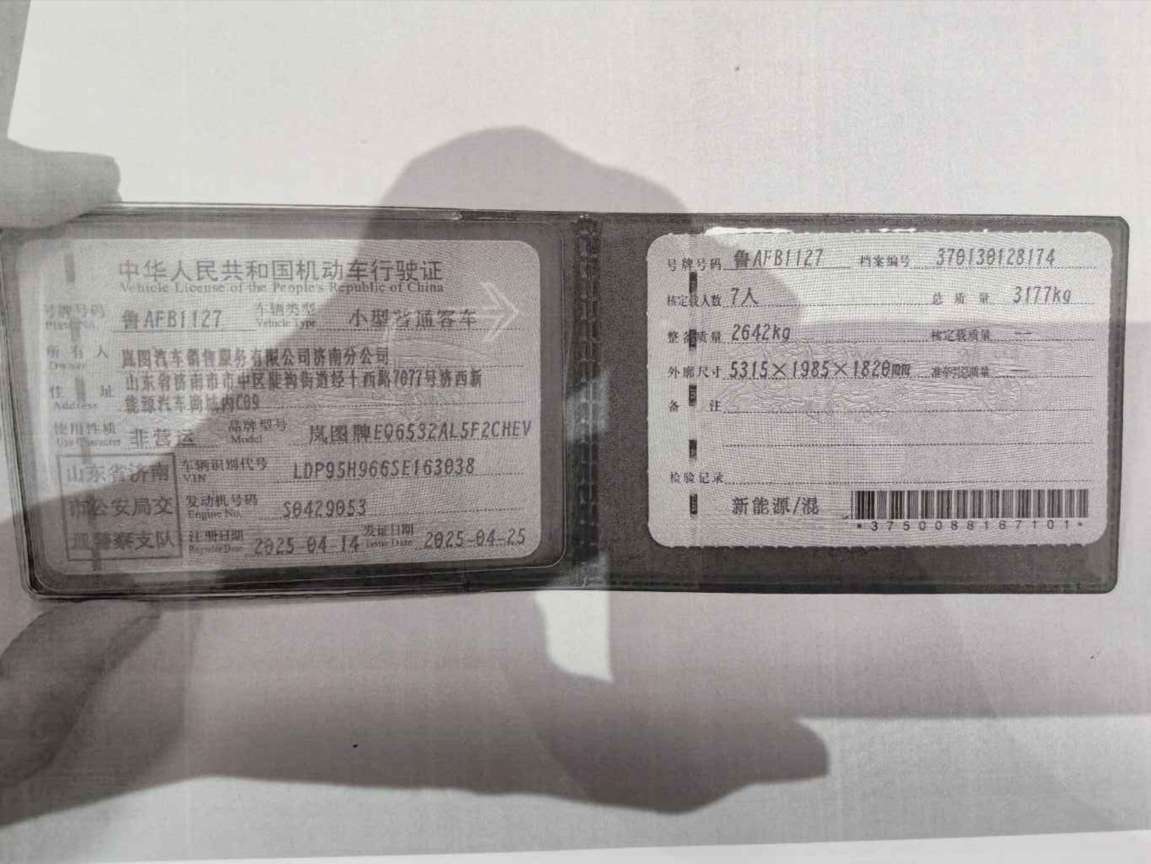 中华人民共和国机动车行驶证
Vehicle License of the People's Republic of China
号牌号码 鲁AFB1127 车辆类型 小型普通客车
Plate No. Vehicle Type
所有人 岚图汽车销售服务有限公司济南分公司
Owner
住址 山东省济南市市中区陡沟街道经十西路7077号济西新
Address 能源汽车商城内C09
使用性质 非营运 品牌型号 岚图牌EQ6532AL5F2CHEV
Use Character Model
山东省济南 车辆识别代号 LDP95H966SE163038
VIN
市公安局交 发动机号码 S0429053
Engine No.
通警察支队 注册日期 2025-04-14 发证日期 2025-04-25
Register Date Issue Date
号牌号码 鲁AFB1127 档案编号 370130128174
核定载人数 7人 总质量 3177kg
整备质量 2642kg 核定载质量 --
外廓尺寸 5315×1985×1820mm 准牵引总质量
备注
检验记录
新能源/混
*3750088167101*